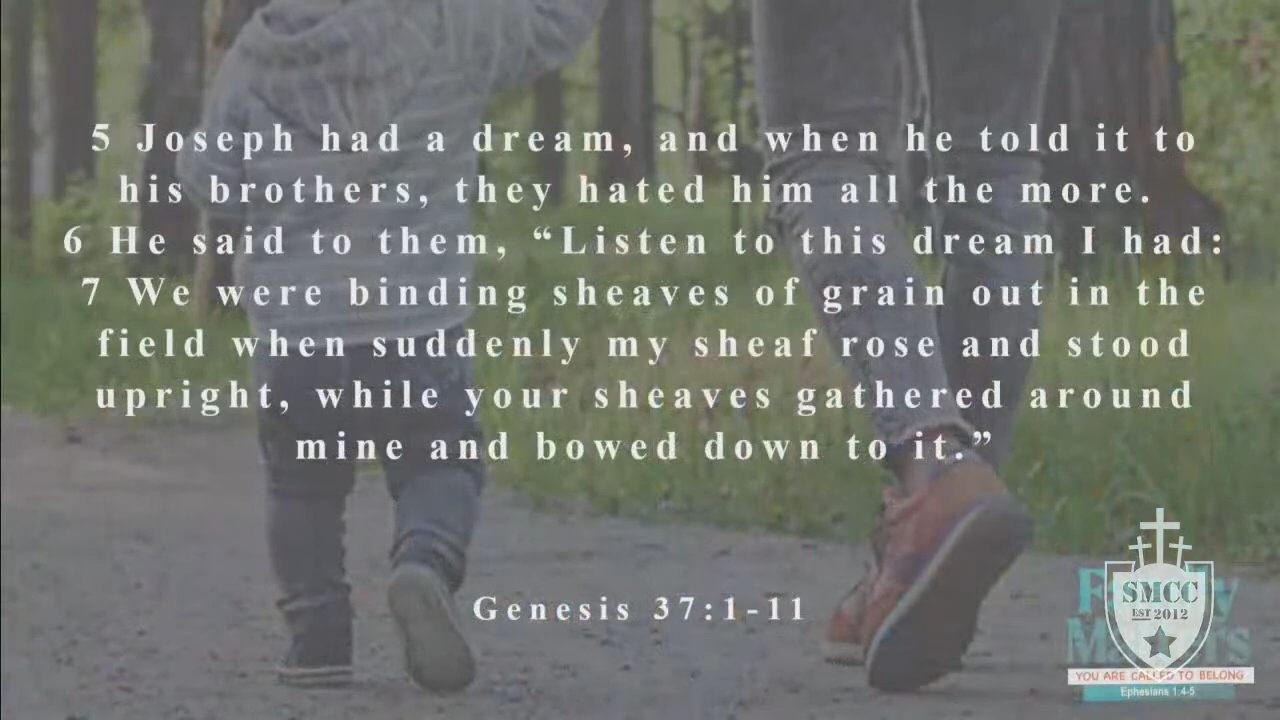 5 Joseph had a dream, and when he told it to
his brothers, they hated him all the more.
6 He said to them, “Listen to this dream I had:
7 We were binding sheaves of grain out in the
field when suddenly my sheaf rose and stood
upright, while your sheaves gathered around
mine and bowed down to it.”
Genesis 37:1-11
SMCC
EST 2012
YOU ARE CALLED TO BELONG
Ephesians 1:4-5